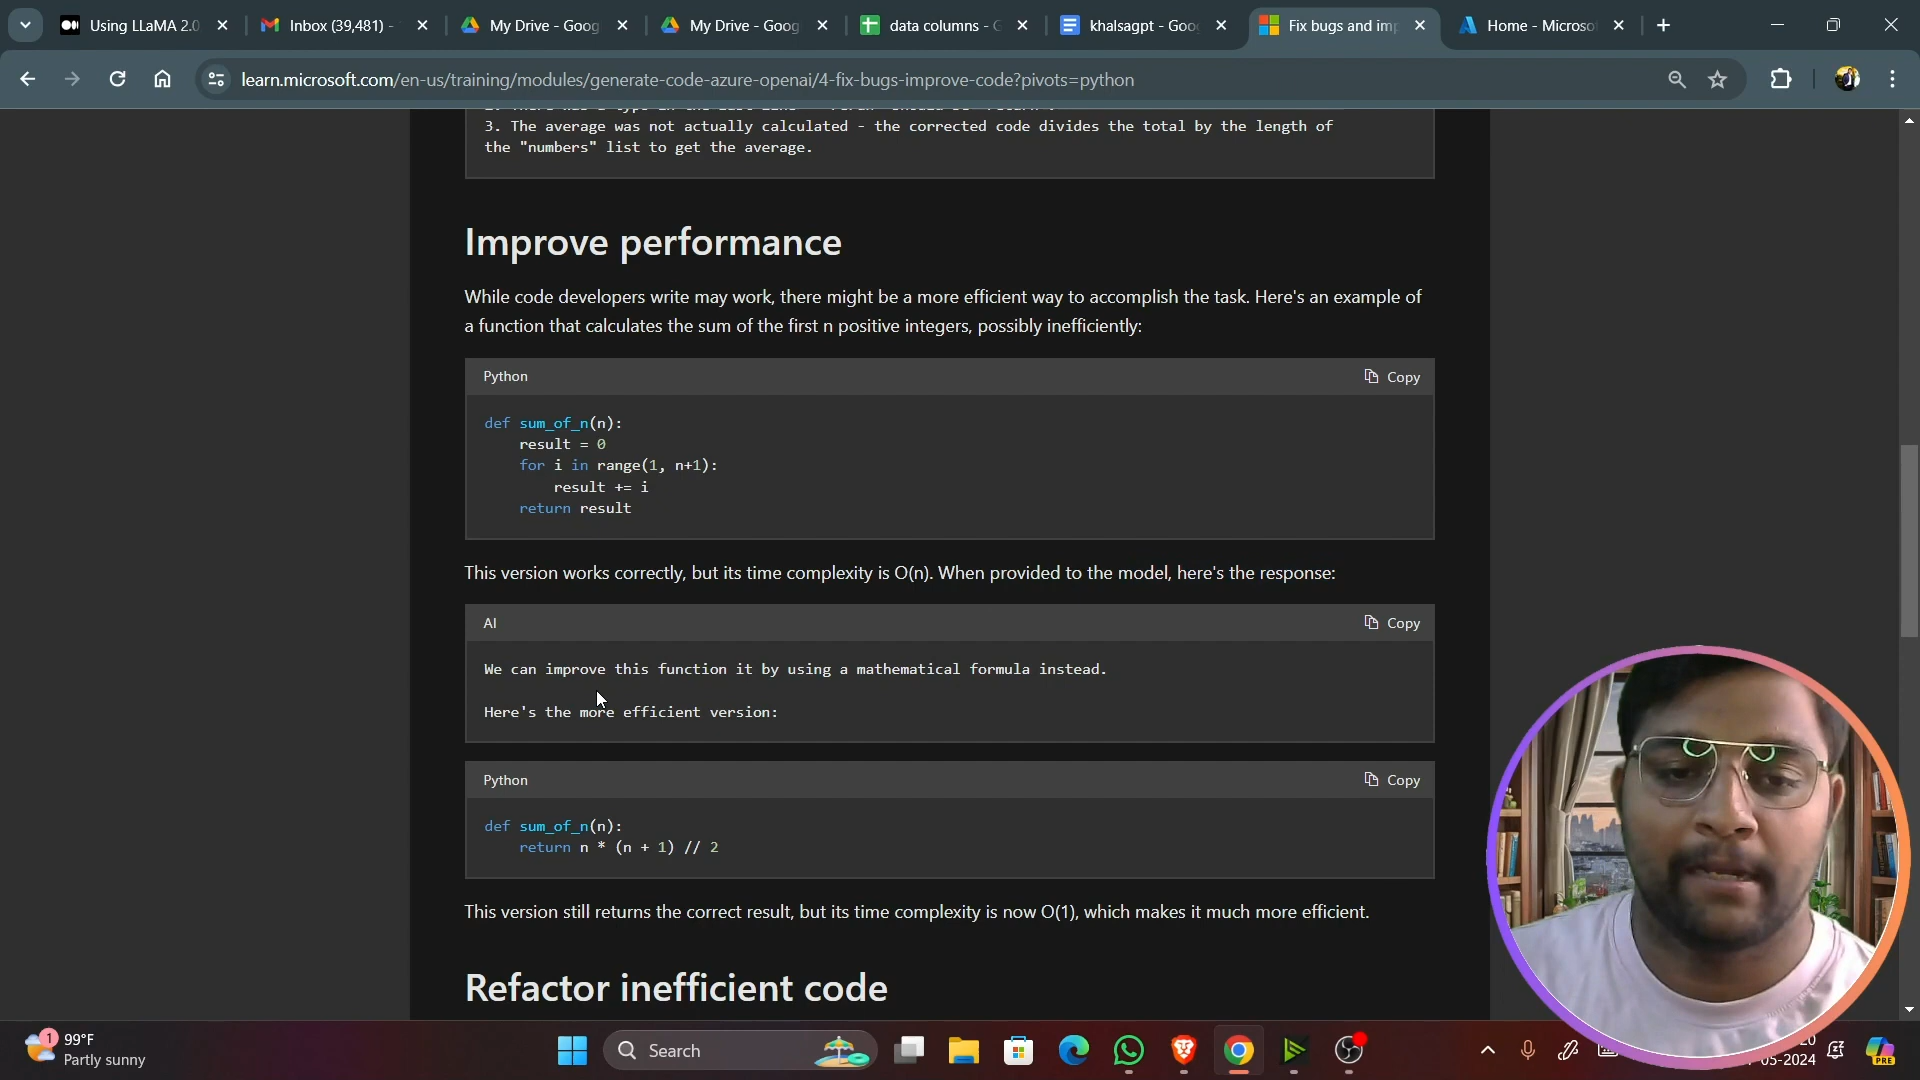 Using LLaMA 2.0
Inbox (39,481) -
My Drive - Goog
My Drive - Goog
data columns - G
khalsagpt - Goo
Fix bugs and imp
Home - Microsof
learn.microsoft.com/en-us/training/modules/generate-code-azure-openai/4-fix-bugs-improve-code?pivots=python
3. The average was not actually calculated - the corrected code divides the total by the length of
the "numbers" list to get the average.
Improve performance
While code developers write may work, there might be a more efficient way to accomplish the task. Here's an example of
a function that calculates the sum of the first n positive integers, possibly inefficiently:
Python
Copy
def sum_of_n(n):
result = 0
for i in range(1, n+1):
result += i
return result
This version works correctly, but its time complexity is O(n). When provided to the model, here's the response:
AI
Copy
We can improve this function it by using a mathematical formula instead.
Here's the more efficient version:
Python
Copy
def sum_of_n(n):
return n * (n + 1) // 2
This version still returns the correct result, but its time complexity is now O(1), which makes it much more efficient.
Refactor inefficient code
1
99°F
Partly sunny
Search
20
05-2024
PRE